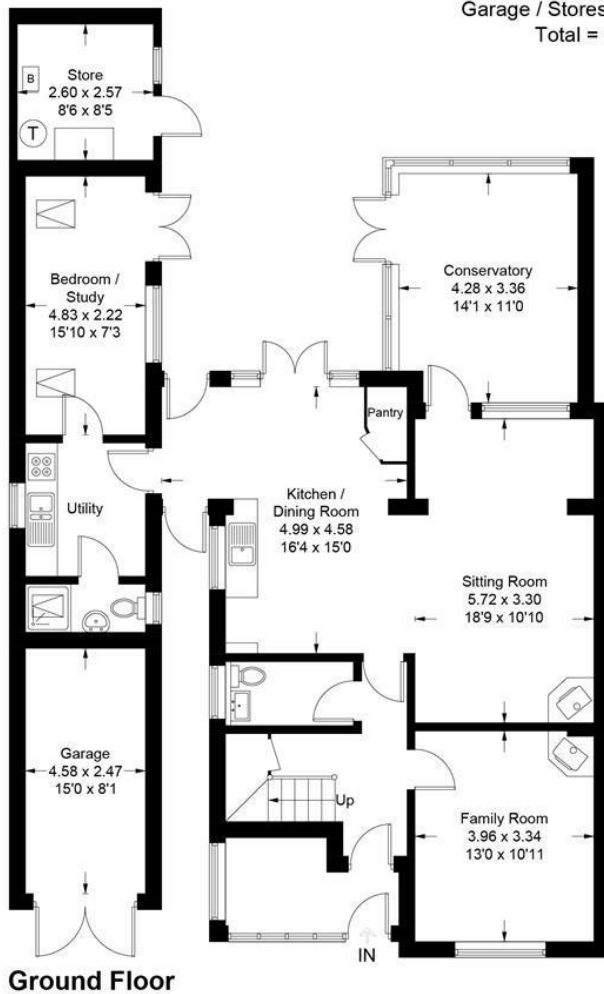 Garage / Stores
Total =
Store
2.60 x 2.57
8'6 x 8'5
B
T
Bedroom /
Study
4.83 x 2.22
15'10 x 7'3
Conservatory
4.28 x 3.36
14'1 x 11'0
Pantry
Utility
Kitchen /
Dining Room
4.99 x 4.58
16'4 x 15'0
Sitting Room
5.72 x 3.30
18'9 x 10'10
Garage
4.58 x 2.47
15'0 x 8'1
Up
Family Room
3.96 x 3.34
13'0 x 10'11
IN
Ground Floor